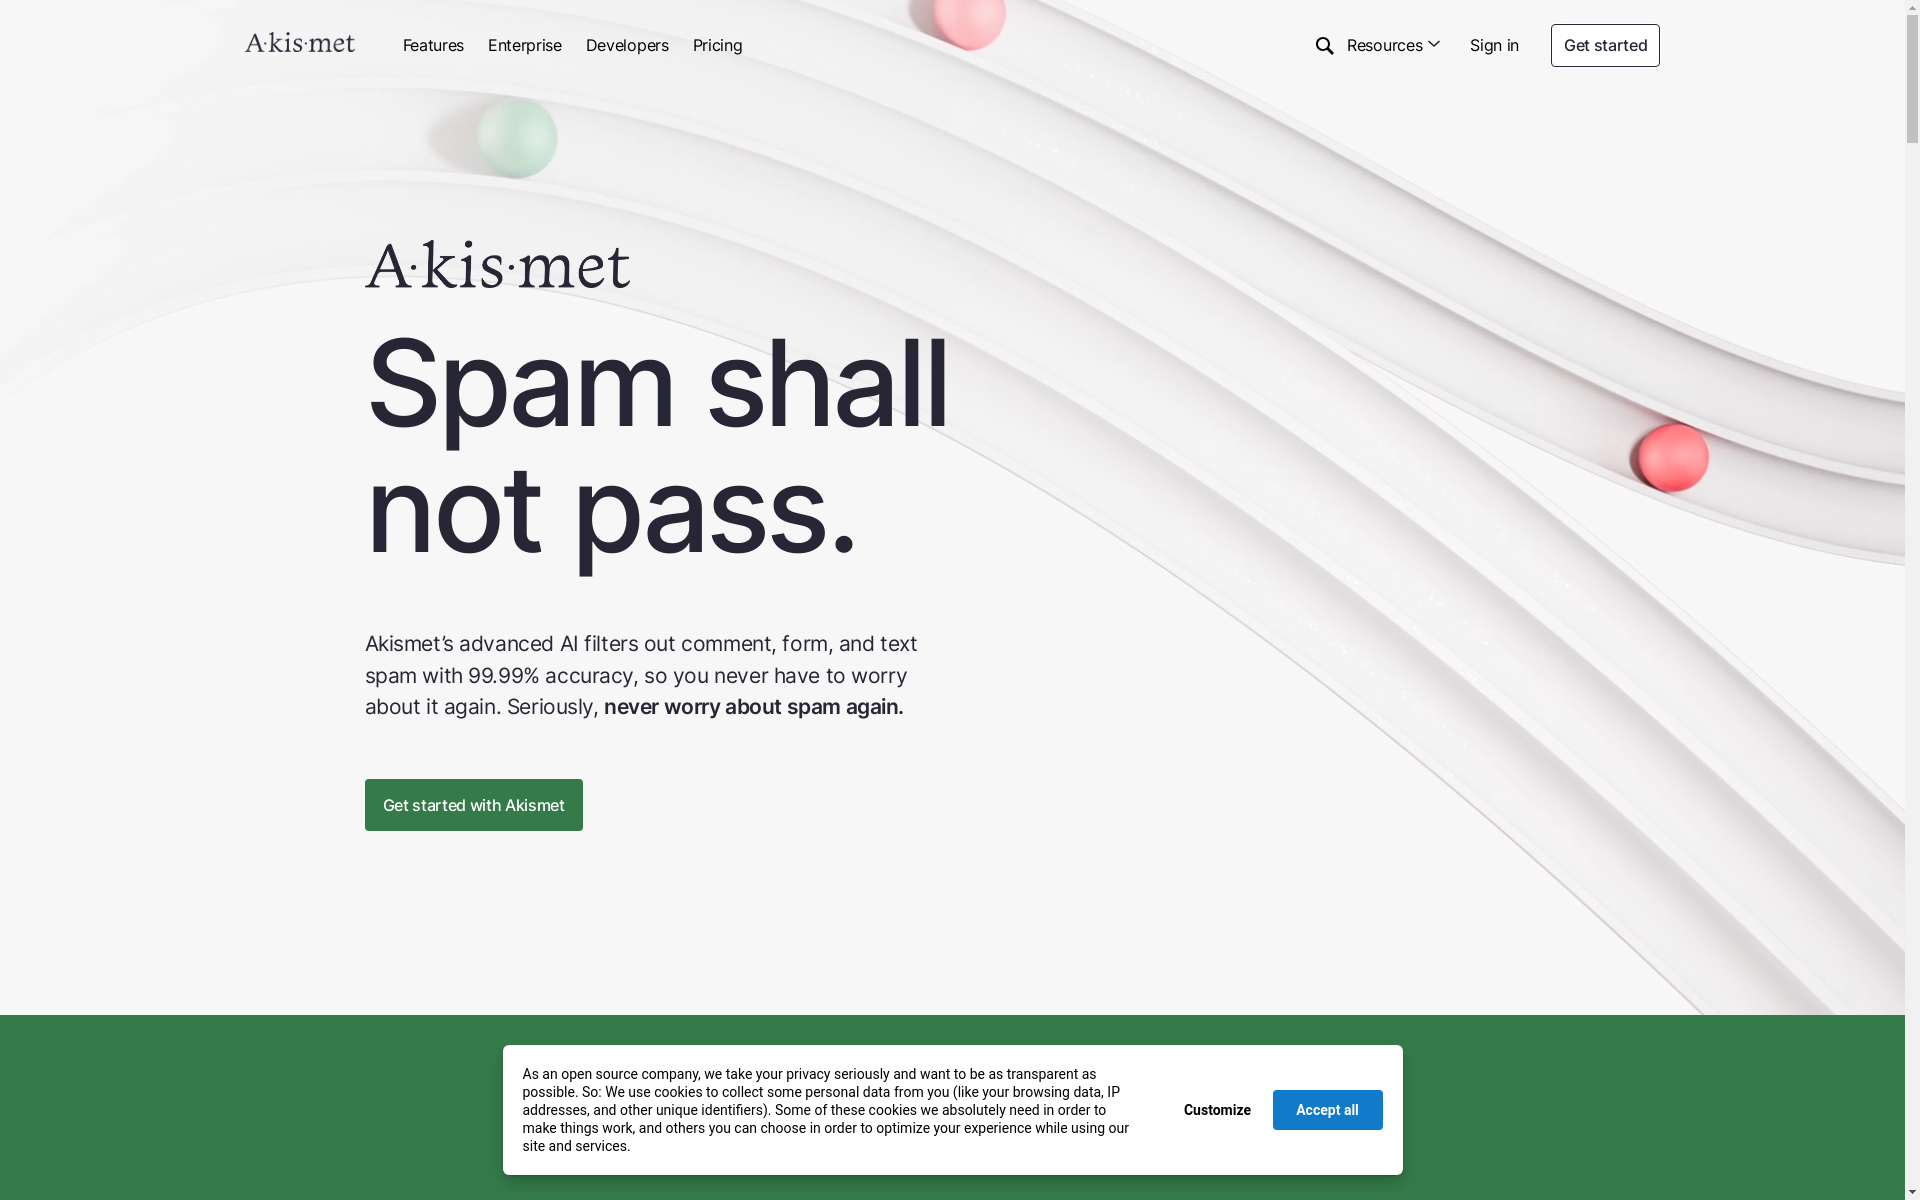 A·kis·met
Features
Enterprise
Developers
Pricing
Resources
Sign in
Get started
A·kis·met
Spam shall
not pass.
Akismet’s advanced AI filters out comment, form, and text
spam with 99.99% accuracy, so you never have to worry
about it again. Seriously, never worry about spam again.
Get started with Akismet
As an open source company, we take your privacy seriously and want to be as transparent as
possible. So: We use cookies to collect some personal data from you (like your browsing data, IP
addresses, and other unique identifiers). Some of these cookies we absolutely need in order to
make things work, and others you can choose in order to optimize your experience while using our
site and services.
Customize
Accept all